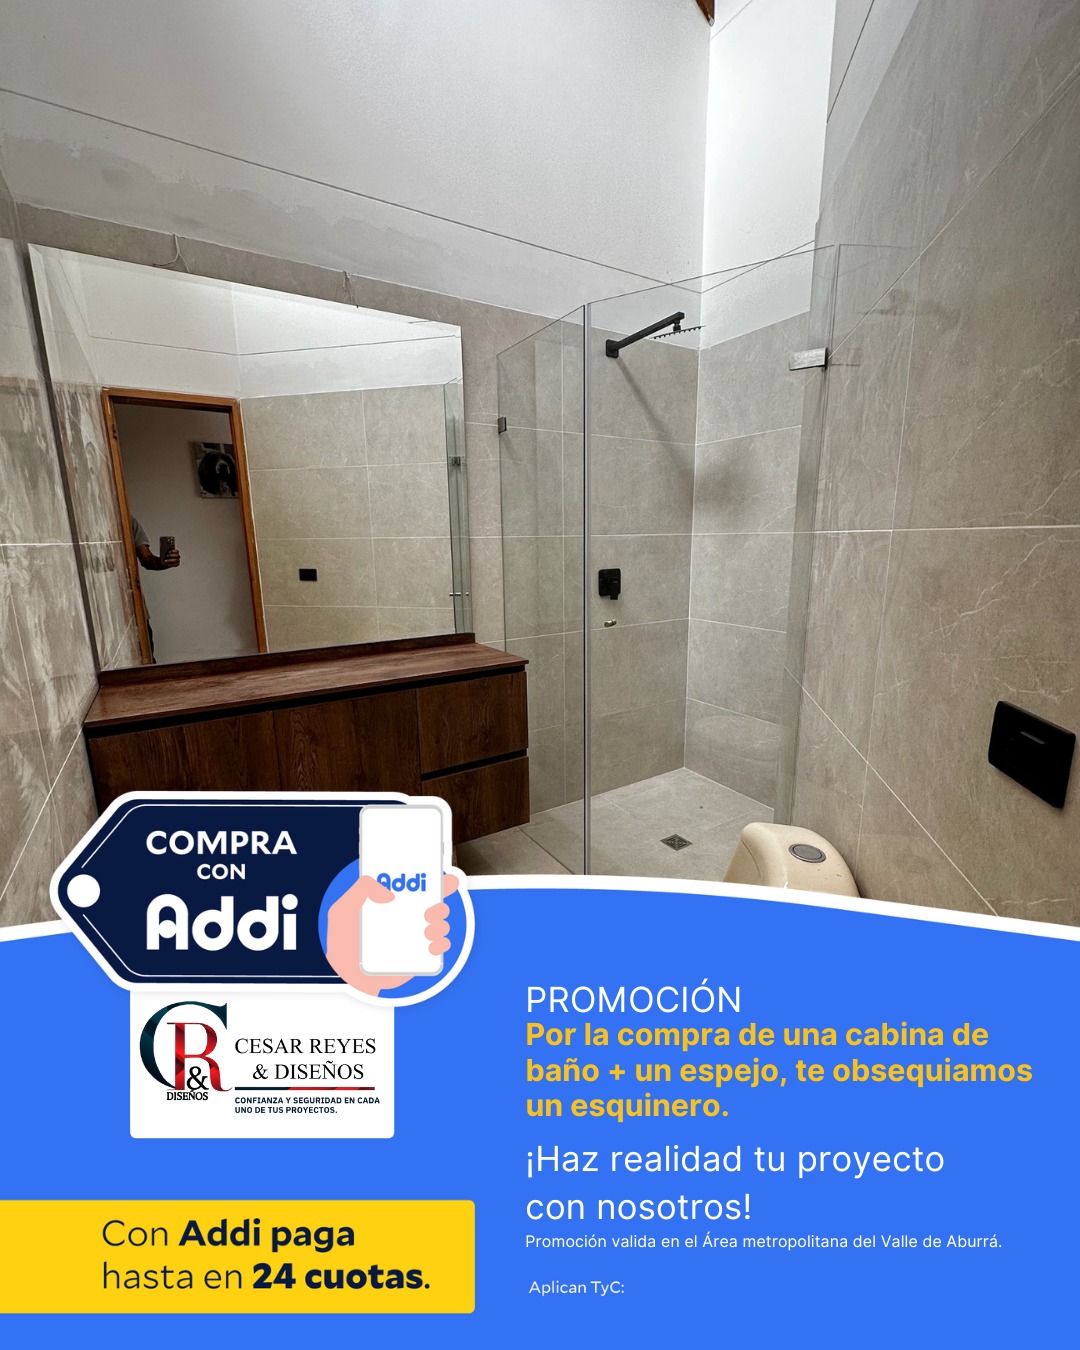 COMPRA
CON
Addi
Addi
CR
&
DISEÑOS
CESAR REYES
& DISEÑOS
CONFIANZA Y SEGURIDAD EN CADA
UNO DE TUS PROYECTOS.
PROMOCIÓN
Por la compra de una cabina de
baño + un espejo, te obsequiamos
un esquinero.
¡Haz realidad tu proyecto
con nosotros!
Promoción valida en el Área metropolitana del Valle de Aburrá.
Aplican TyC:
Con Addi paga
hasta en 24 cuotas.